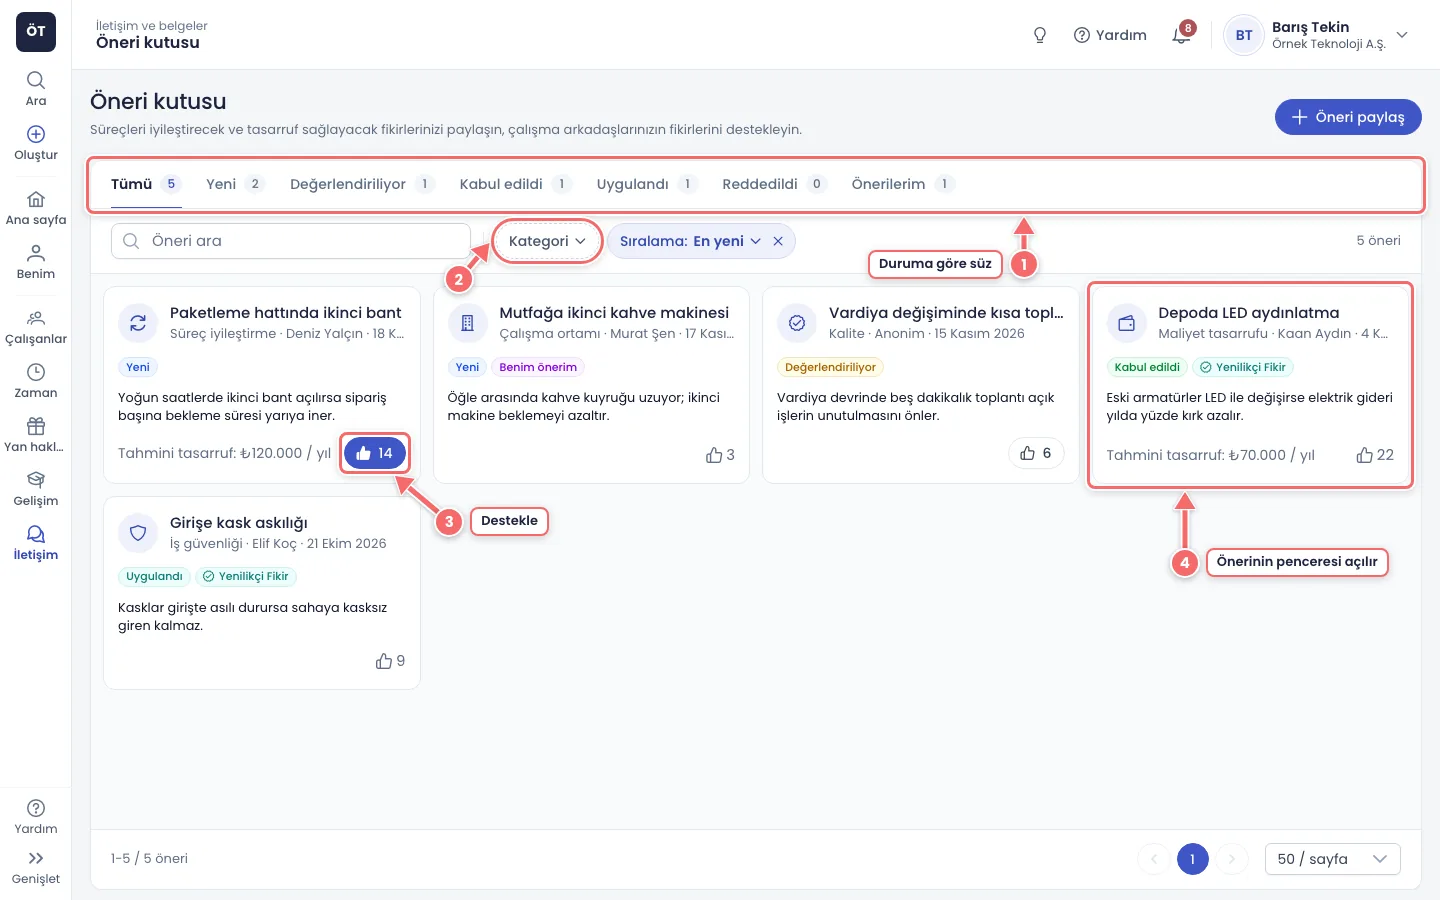 ÖT
İletişim ve belgeler
Öneri kutusu
Yardım
8
BT
Barış Tekin
Örnek Teknoloji A.Ş.
Ara
Oluştur
Ana sayfa
Benim
Çalışanlar
Zaman
Yan hakl...
Gelişim
İletişim
Yardım
Genişlet
Öneri kutusu
Süreçleri iyileştirecek ve tasarruf sağlayacak fikirlerinizi paylaşın, çalışma arkadaşlarınızın fikirlerini destekleyin.
Öneri paylaş
Tümü 5
Yeni 2
Değerlendiriliyor 1
Kabul edildi 1
Uygulandı 1
Reddedildi 0
Önerilerim 1
Öneri ara
Kategori
Sıralama: En yeni
5 öneri
Duruma göre süz
1
2
Paketleme hattında ikinci bant
Süreç iyileştirme · Deniz Yalçın · 18 K...
Yeni
Yoğun saatlerde ikinci bant açılırsa sipariş
başına bekleme süresi yarıya iner.
Tahmini tasarruf: ₺120.000 / yıl
14
Mutfağa ikinci kahve makinesi
Çalışma ortamı · Murat Şen · 17 Kası...
Yeni
Benim önerim
Öğle arasında kahve kuyruğu uzuyor; ikinci
makine beklemeyi azaltır.
3
Vardiya değişiminde kısa topl...
Kalite · Anonim · 15 Kasım 2026
Değerlendiriliyor
Vardiya devrinde beş dakikalık toplantı açık
işlerin unutulmasını önler.
6
Depoda LED aydınlatma
Maliyet tasarrufu · Kaan Aydın · 4 K...
Kabul edildi
Yenilikçi Fikir
Eski armatürler LED ile değişirse elektrik gideri
yılda yüzde kırk azalır.
Tahmini tasarruf: ₺70.000 / yıl
22
3
Destekle
4
Önerinin penceresi açılır
Girişe kask askılığı
İş güvenliği · Elif Koç · 21 Ekim 2026
Uygulandı
Yenilikçi Fikir
Kasklar girişte asılı durursa sahaya kasksız
giren kalmaz.
9
1-5 / 5 öneri
1
50 / sayfa